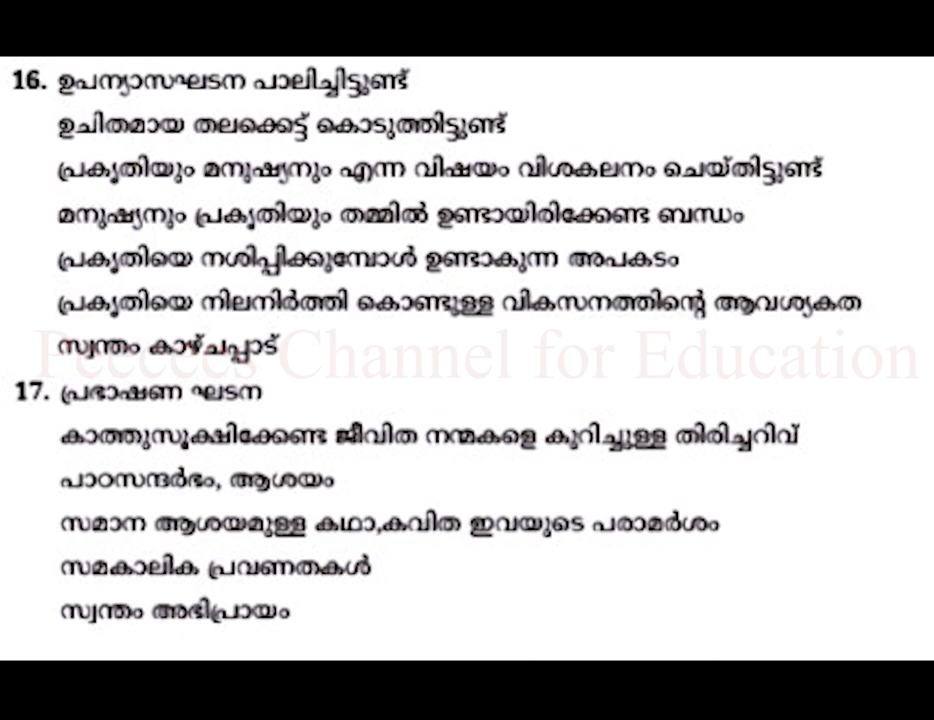 16. ഉപന്യാസഘടന പാലിച്ചിട്ടുണ്ട്
ഉചിതമായ തലക്കെട്ട് കൊടുത്തിട്ടുണ്ട്
പ്രകൃതിയും മനുഷ്യനും എന്ന വിഷയം വിശകലനം ചെയ്തിട്ടുണ്ട്
മനുഷ്യനും പ്രകൃതിയും തമ്മിൽ ഉണ്ടായിരിക്കേണ്ട ബന്ധം
പ്രകൃതിയെ നശിപ്പിക്കുമ്പോൾ ഉണ്ടാകുന്ന അപകടം
പ്രകൃതിയെ നിലനിർത്തി കൊണ്ടുള്ള വികസനത്തിന്റെ ആവശ്യകത
സ്വന്തം കാഴ്ചപ്പാട്
Peecees Channel for Education
17. പ്രഭാഷണ ഘടന
കാത്തുസൂക്ഷിക്കേണ്ട ജീവിത നന്മകളെ കുറിച്ചുള്ള തിരിച്ചറിവ്
പാഠസന്ദർഭം, ആശയം
സമാന ആശയമുള്ള കഥാ,കവിത ഇവയുടെ പരാമർശം
സമകാലിക പ്രവണതകൾ
സ്വന്തം അഭിപ്രായം